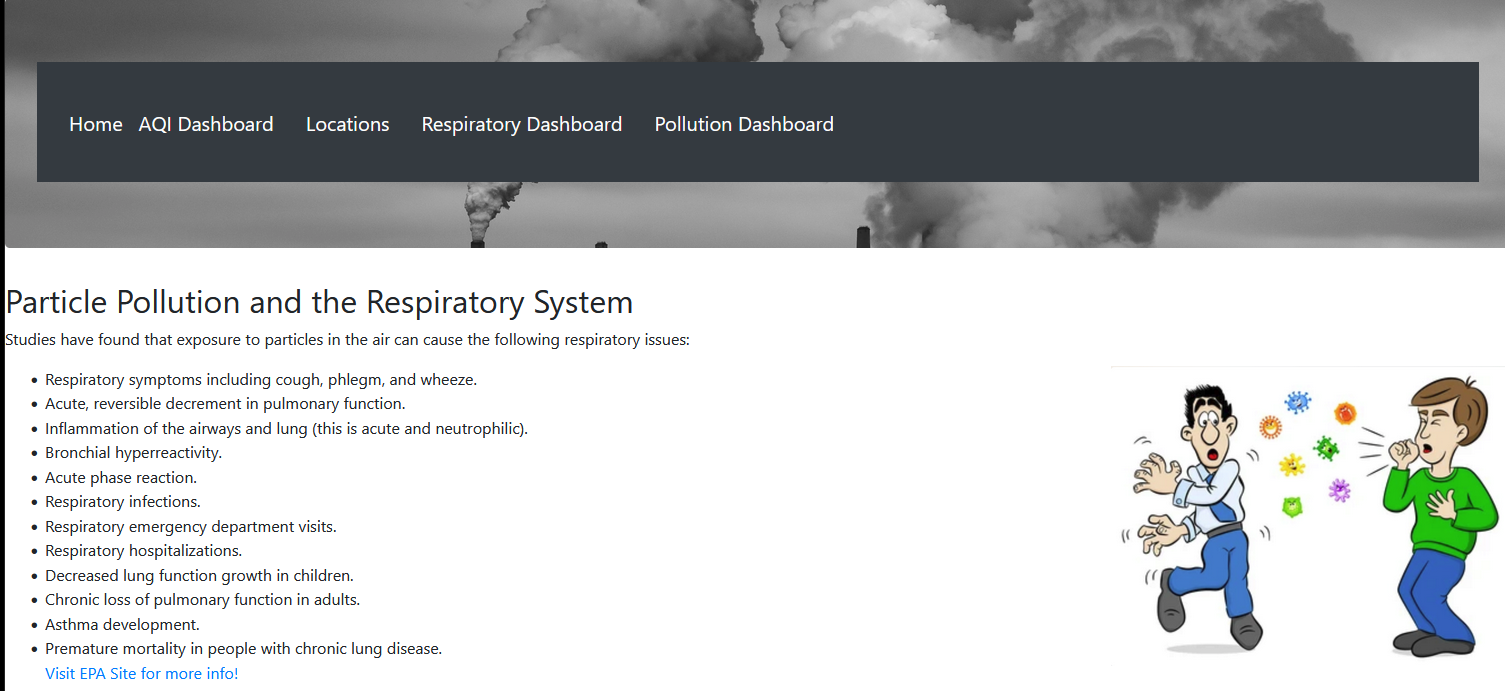 Home AQI Dashboard Locations Respiratory Dashboard Pollution Dashboard
Particle Pollution and the Respiratory System
Studies have found that exposure to particles in the air can cause the following respiratory issues:
• Respiratory symptoms including cough, phlegm, and wheeze.
• Acute, reversible decrement in pulmonary function.
• Inflammation of the airways and lung (this is acute and neutrophilic).
• Bronchial hyperreactivity.
• Acute phase reaction.
• Respiratory infections.
• Respiratory emergency department visits.
• Respiratory hospitalizations.
• Decreased lung function growth in children.
• Chronic loss of pulmonary function in adults.
• Asthma development.
• Premature mortality in people with chronic lung disease.
Visit EPA Site for more info!